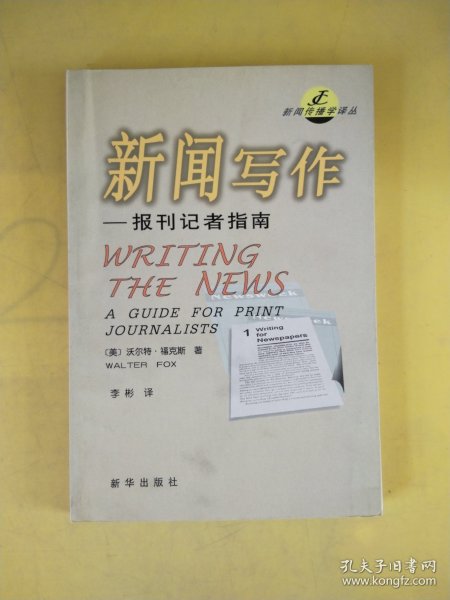 JC
新闻传播学译丛
新闻写作
—报刊记者指南
WRITING
THE NEWS
A GUIDE FOR PRINT
JOURNALISTS
Newsweek
1 Writing
for
Newspapers
〔美〕沃尔特·福克斯 著
WALTER FOX
李彬 译
新华出版社
孔夫子旧书网
www.kongfz.com